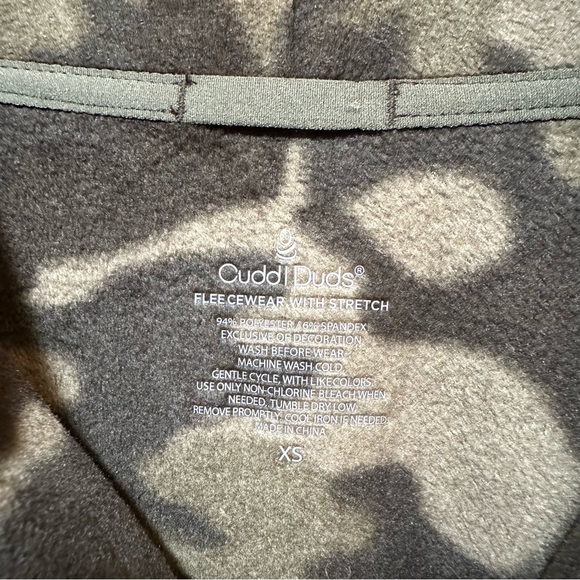 Cuddl Duds®
FLEECEWEAR WITH STRETCH
94% POLYESTER / 6% SPANDEX
EXCLUSIVE OF DECORATION
WASH BEFORE WEAR
MACHINE WASH COLD,
GENTLE CYCLE, WITH LIKE COLORS
USE ONLY NON-CHLORINE BLEACH WHEN
NEEDED, TUMBLE DRY LOW
REMOVE PROMPTLY, COOL IRON IF NEEDED
MADE IN CHINA
XS